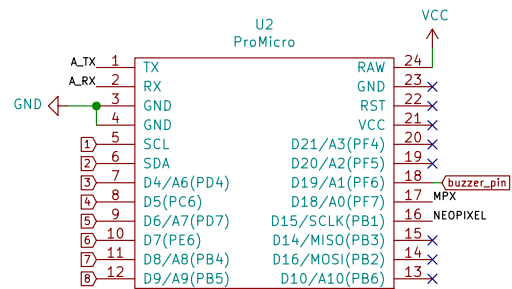 VCC
U2
ProMicro
A_TX 1 TX RAW 24
A_RX 2 RX GND 23
GND 3 GND RST 22
4 GND VCC 21
1 5 SCL D21/A3(PF4) 20
2 6 SDA D20/A2(PF5) 19
3 7 D4/A6(PD4) D19/A1(PF6) 18 buzzer_pin
4 8 D5(PC6) D18/A0(PF7) 17 MPX
5 9 D6/A7(PD7) D15/SCLK(PB1) 16 NEOPIXEL
6 10 D7(PE6) D14/MISO(PB3) 15
7 11 D8/A8(PB4) D16/MOSI(PB2) 14
8 12 D9/A9(PB5) D10/A10(PB6) 13